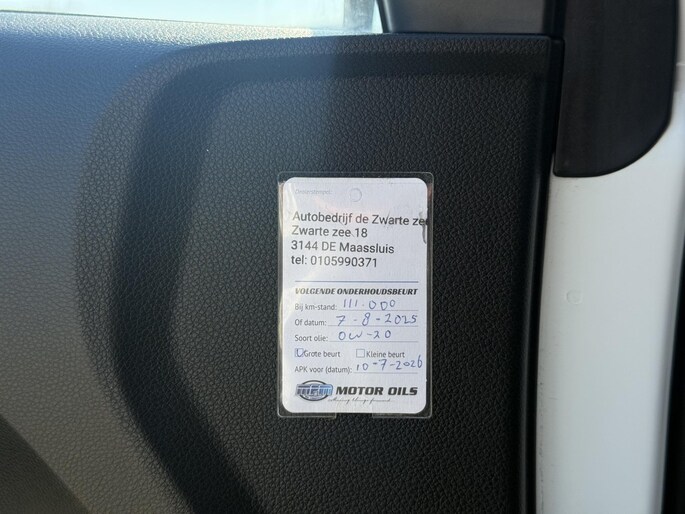 Onderhouden
Autobedrijf de Zwarte zee
Zwarte zee 18
3144 DE Maassluis
tel: 0105990371
VOLGENDE ONDERHOUDSBEURT
Bij km-stand: 111.000
Of datum: 7-8-2025
Soort olie: 0W-20
Grote beurt Kleine beurt
APK voor (datum): 10-7-2026
MOTOR OILS